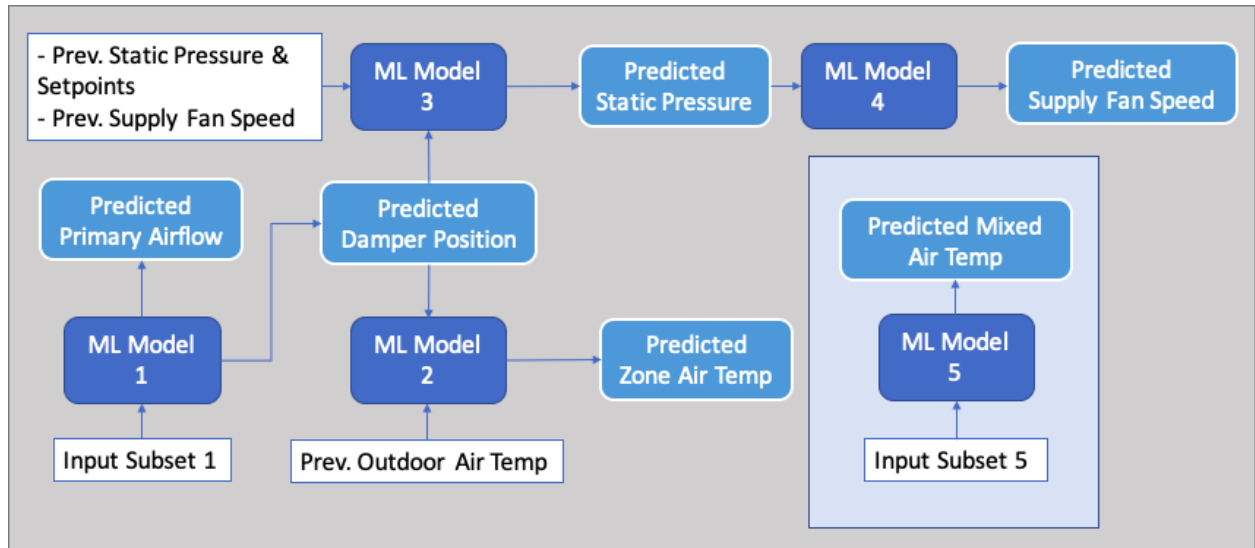 - Prev. Static Pressure &
Setpoints
- Prev. Supply Fan Speed
ML Model
3
Predicted
Static Pressure
ML Model
4
Predicted
Supply Fan Speed
Predicted
Primary Airflow
Predicted
Damper Position
Predicted Mixed
Air Temp
ML Model
1
ML Model
2
Predicted
Zone Air Temp
ML Model
5
Input Subset 1
Prev. Outdoor Air Temp
Input Subset 5